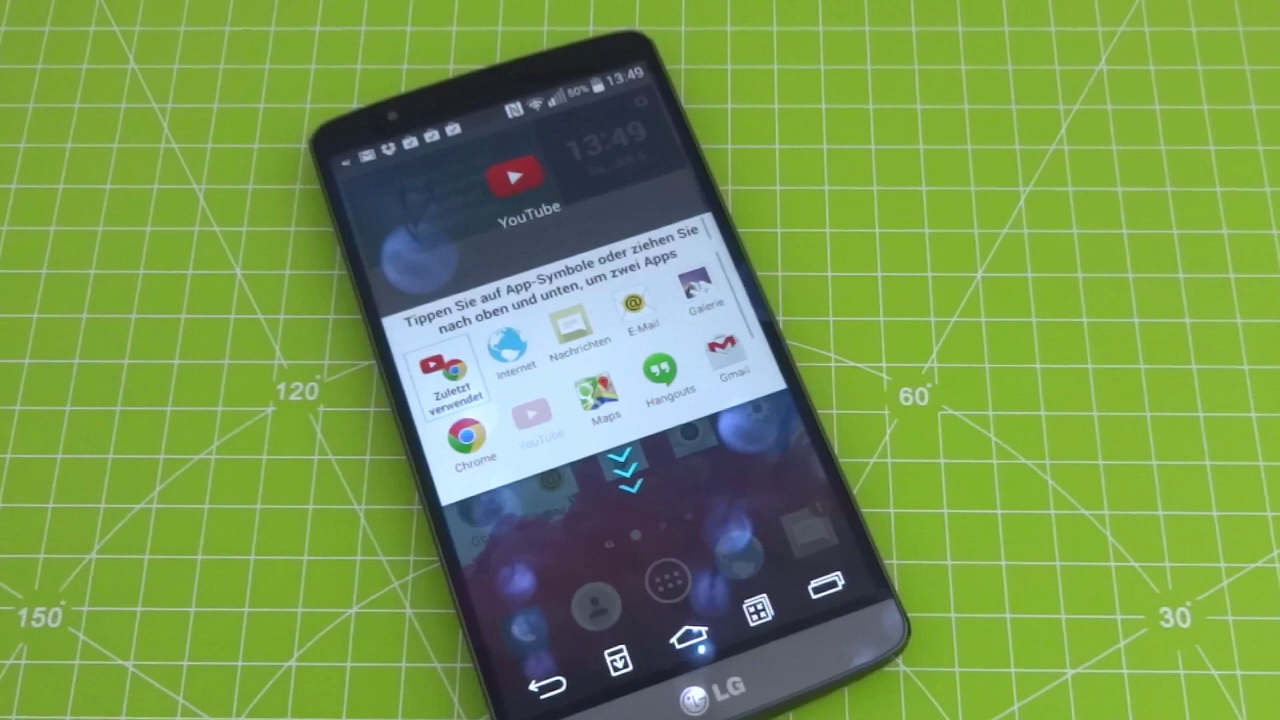 50% 13:49
13:49
YouTube
Tippen Sie auf App-Symbole oder ziehen Sie
nach oben und unten, um zwei Apps
Zuletzt
verwendet
Internet
Nachrichten
E-Mail
Galerie
Chrome
YouTube
Maps
Hangouts
Gmail
LG
120°
60°
150°
30°